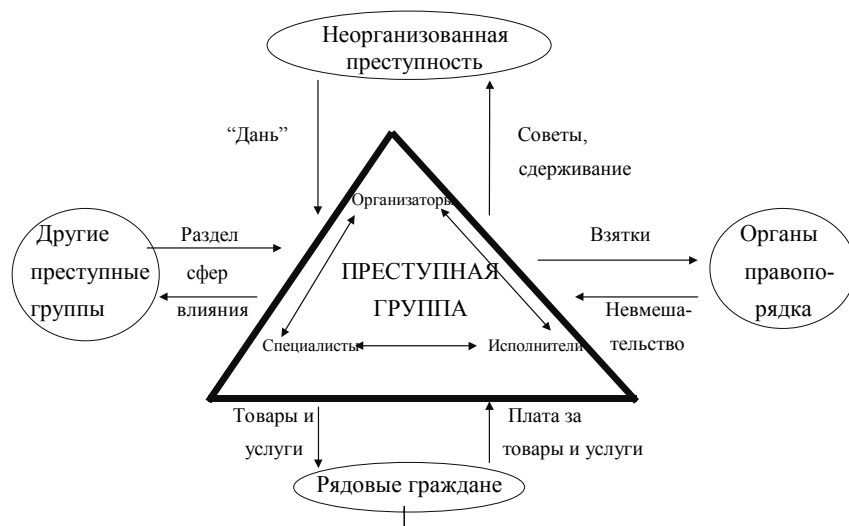 Неорганизованная
преступность
“Дань”
Советы,
сдерживание
Организаторы
Другие
преступные
группы
Раздел
сфер
влияния
ПРЕСТУПНАЯ
ГРУППА
Взятки
Невмеша-
тельство
Органы
правопо-
рядка
Специалисты
Исполнители
Товары и
услуги
Плата за
товары и услуги
Рядовые граждане